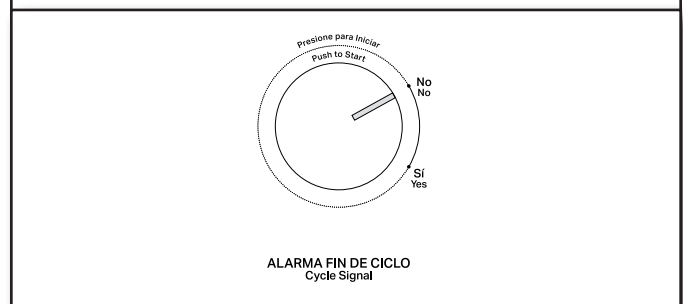 Presione para Iniciar
Push to Start
No
No
Sí
Yes
ALARMA FIN DE CICLO
Cycle Signal